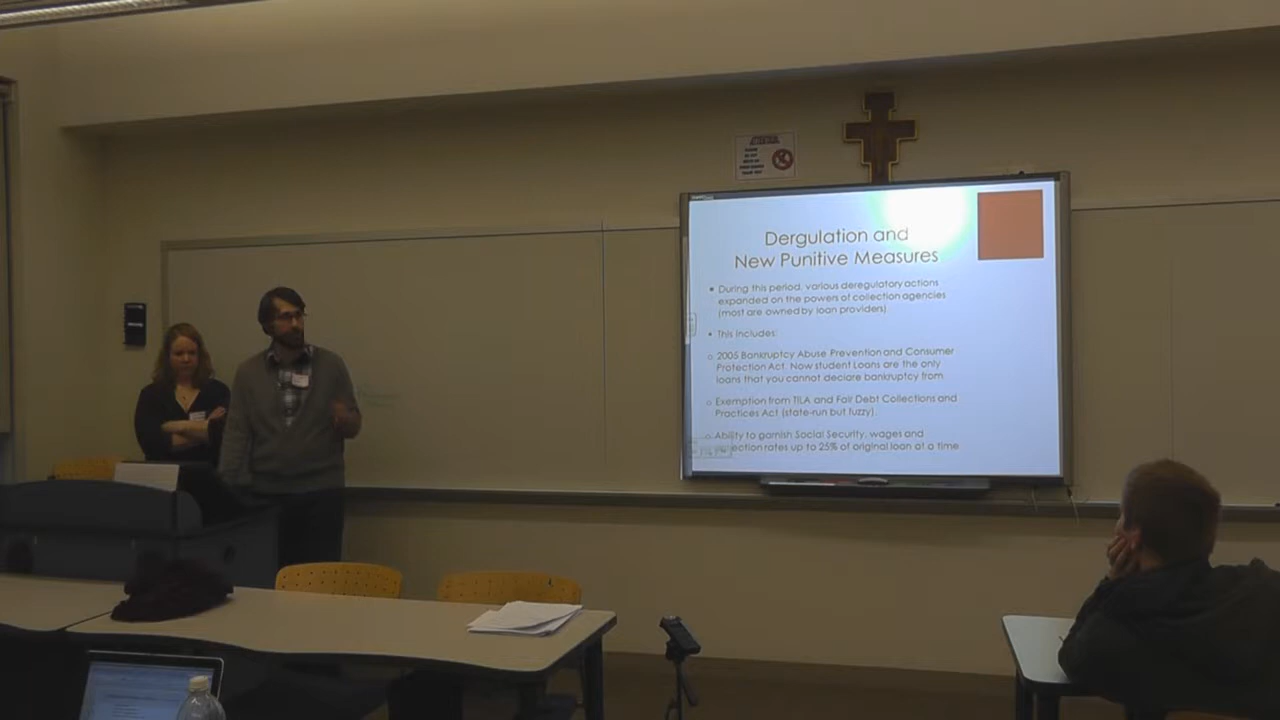 ATTENTION
Dergulation and
New Punitive Measures
During this period, various deregulatory actions
expanded on the powers of collection agencies
(most are owned by loan providers)
This includes:
2005 Bankruptcy Abuse Prevention and Consumer
Protection Act. Now student Loans are the only
loans that you cannot declare bankruptcy from
Exemption from TILA and Fair Debt Collections and
Practices Act (state-run but fuzzy).
Ability to garnish Social Security, wages and
rates up to 25% of original loan at a time